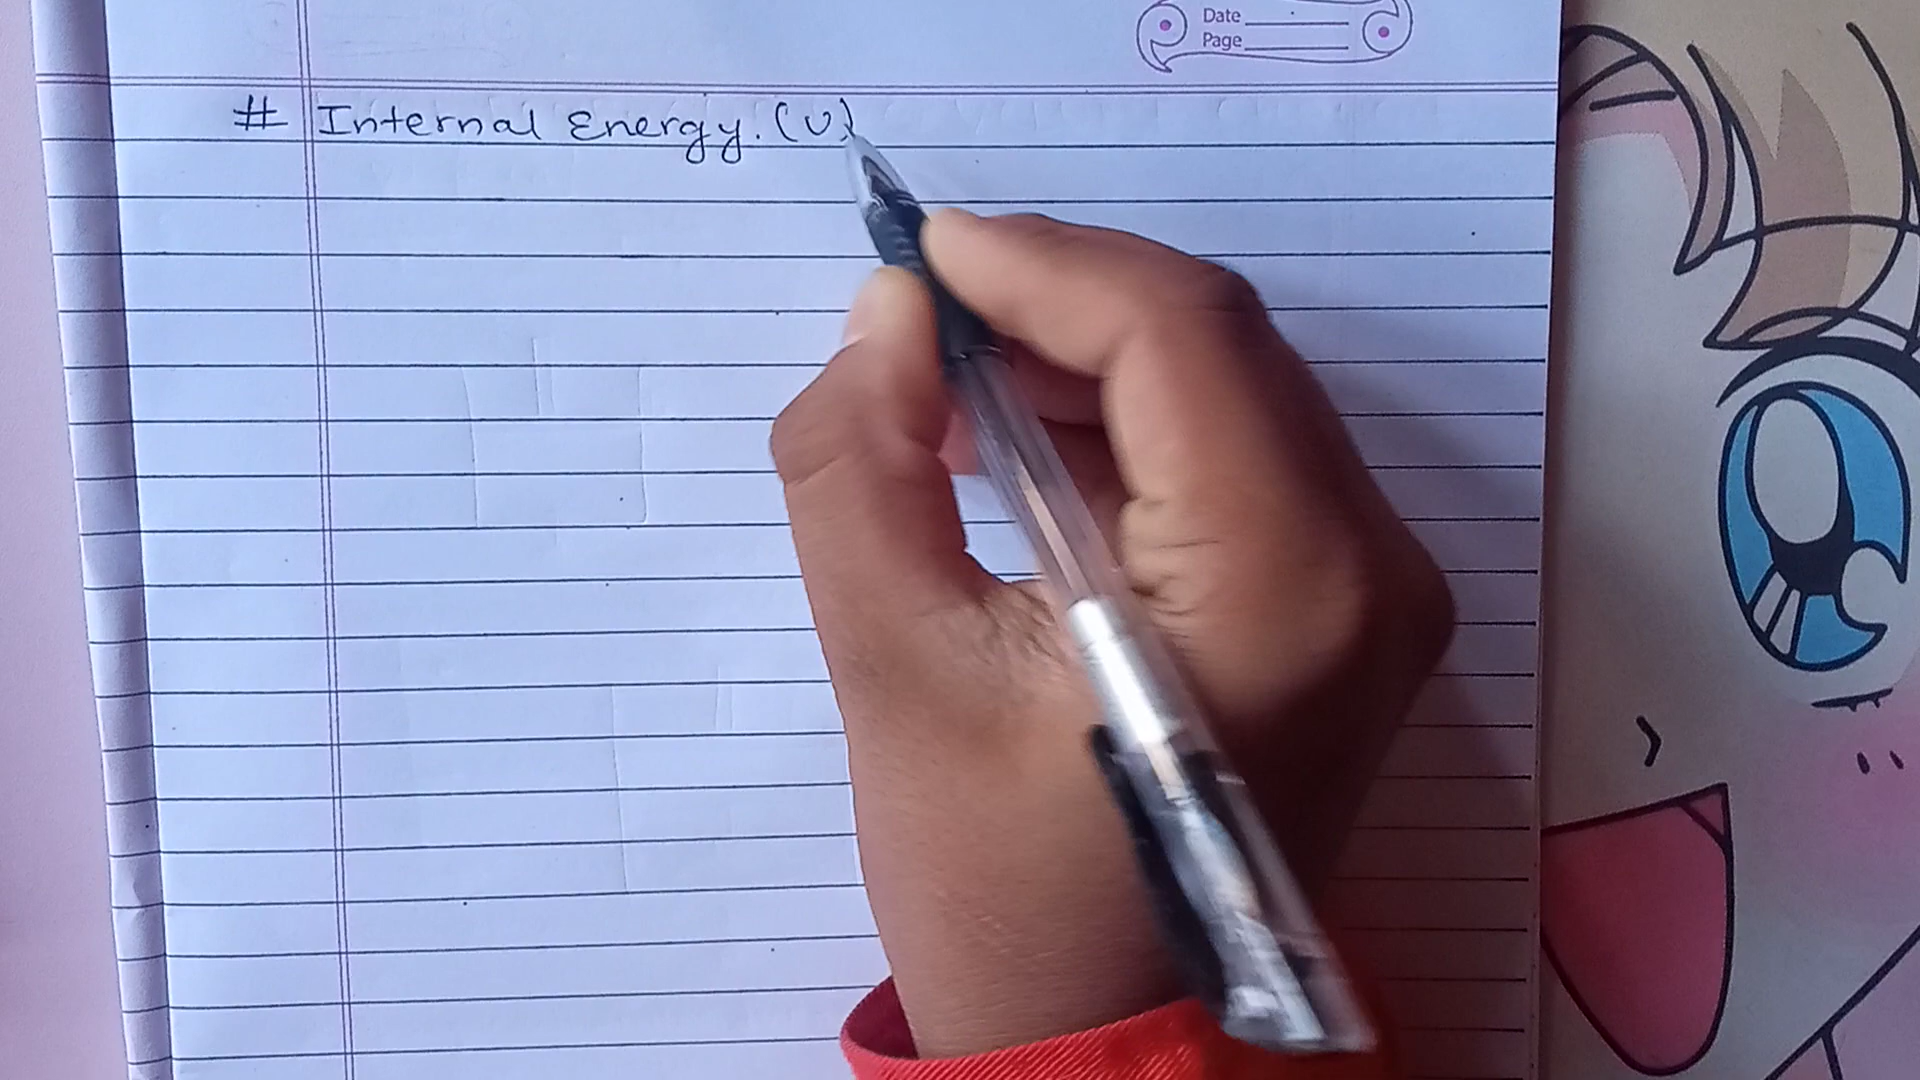 Date
Page
# Internal Energy. (U)